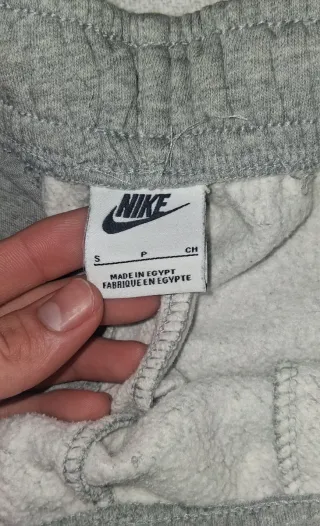 NIKE
S P CH
MADE IN EGYPT
FABRIQUE EN EGYPTE